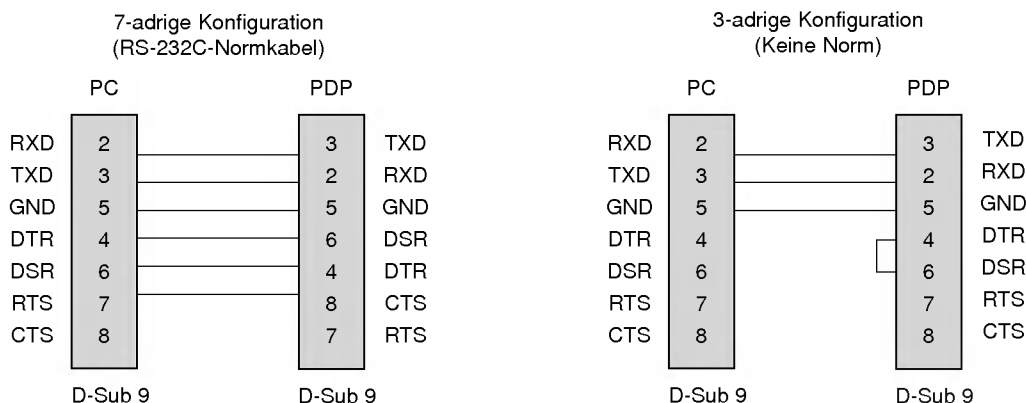 7-adrige Konfiguration
(RS-232C-Normkabel)
PC PDP
RXD 2 3 TXD
TXD 3 2 RXD
GND 5 5 GND
DTR 4 6 DSR
DSR 6 4 DTR
RTS 7 8 CTS
CTS 8 7 RTS
D-Sub 9 D-Sub 9
3-adrige Konfiguration
(Keine Norm)
PC PDP
RXD 2 3 TXD
TXD 3 2 RXD
GND 5 5 GND
DTR 4 4 DTR
DSR 6 6 DSR
RTS 7 7 RTS
CTS 8 8 CTS
D-Sub 9 D-Sub 9